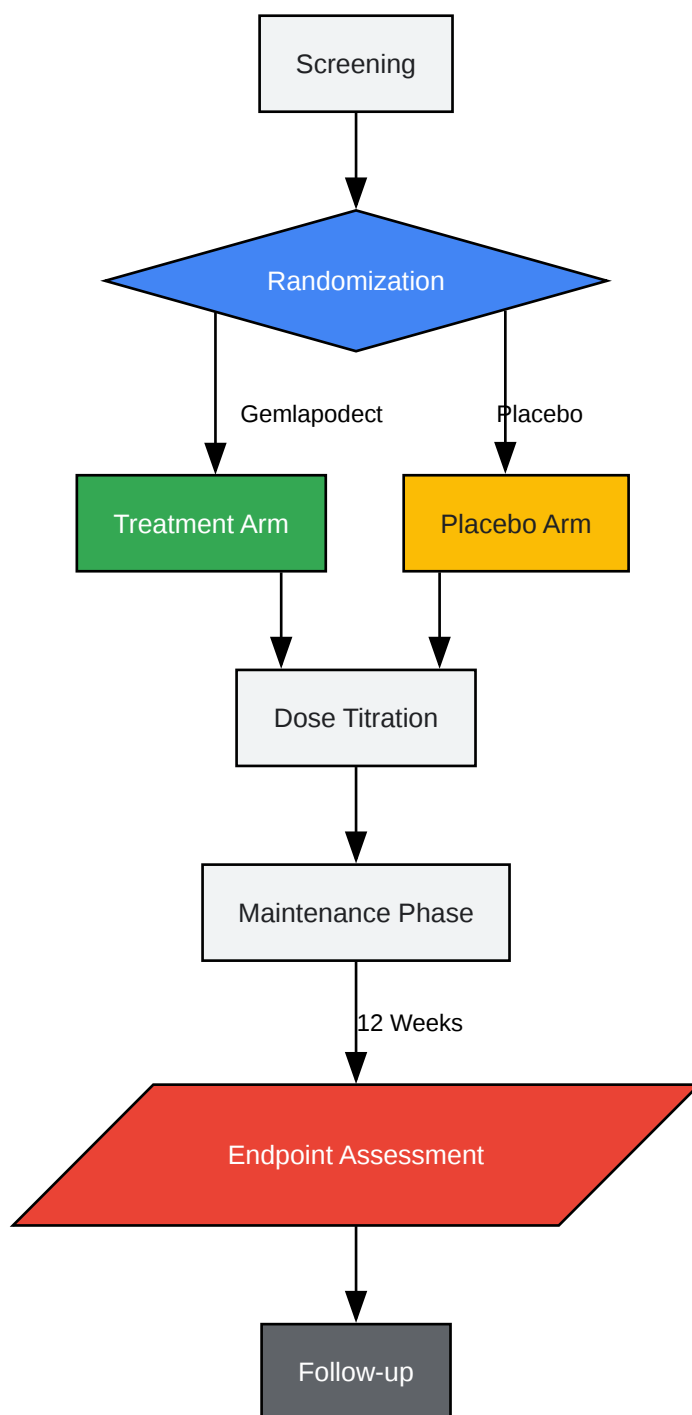 Screening
Randomization
Gemlapodect
Placebo
Treatment Arm
Placebo Arm
Dose Titration
Maintenance Phase
12 Weeks
Endpoint Assessment
Follow-up